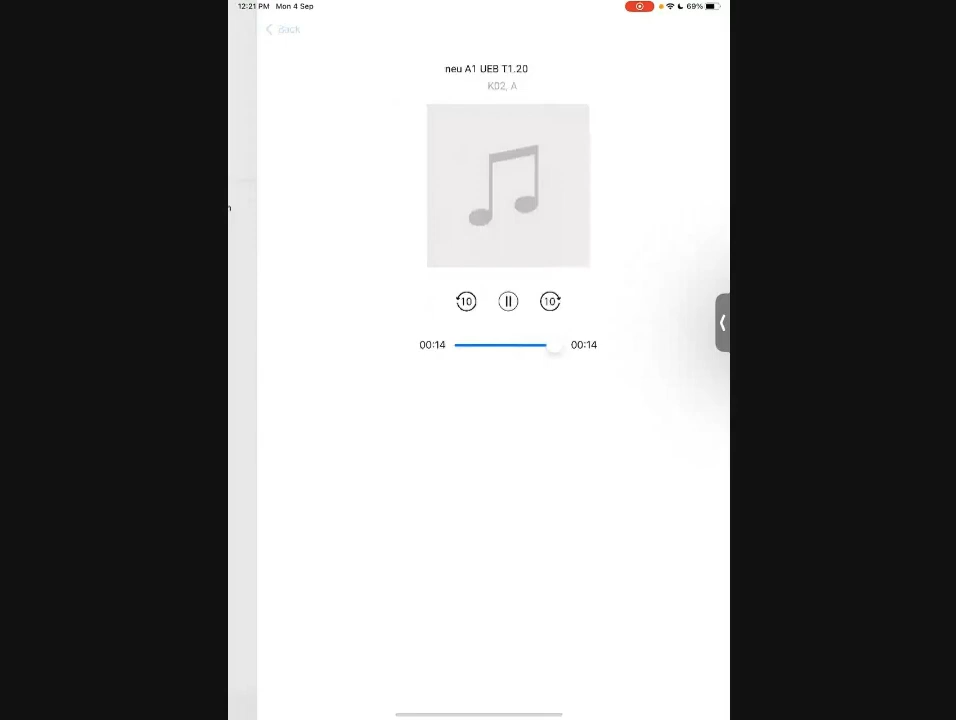 12:21 PM Mon 4 Sep 69%
Back
neu A1 UEB T1.20
K02, A
10 10
00:14 00:14